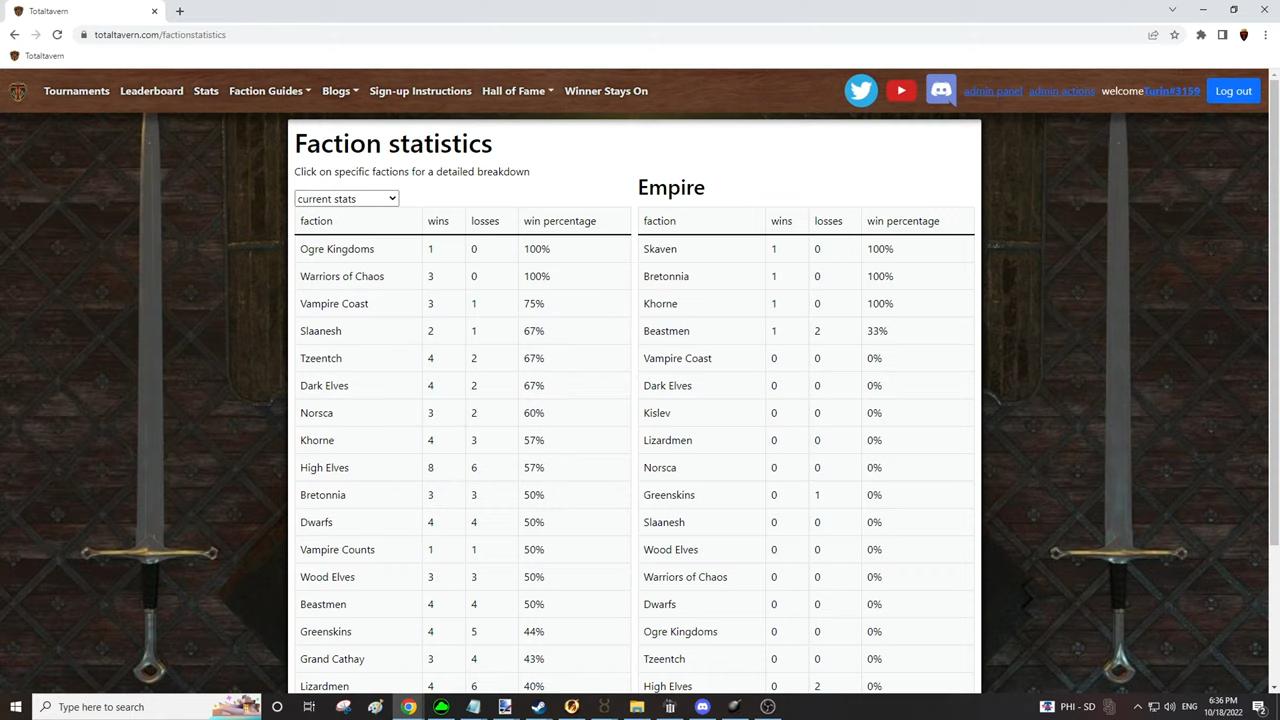 Totaltavern
totaltavern.com/factionstatistics
Totaltavern
Tournaments Leaderboard Stats Faction Guides Blogs Sign-up Instructions Hall of Fame Winner Stays On admin panel admin actions welcomeTurin#3159 Log out
Faction statistics
Click on specific factions for a detailed breakdown
current stats
faction wins losses win percentage
Ogre Kingdoms 1 0 100%
Warriors of Chaos 3 0 100%
Vampire Coast 3 1 75%
Slaanesh 2 1 67%
Tzeentch 4 2 67%
Dark Elves 4 2 67%
Norsca 3 2 60%
Khorne 4 3 57%
High Elves 8 6 57%
Bretonnia 3 3 50%
Dwarfs 4 4 50%
Vampire Counts 1 1 50%
Wood Elves 3 3 50%
Beastmen 4 4 50%
Greenskins 4 5 44%
Grand Cathay 3 4 43%
Lizardmen 4 6 40%
Empire
faction wins losses win percentage
Skaven 1 0 100%
Bretonnia 1 0 100%
Khorne 1 0 100%
Beastmen 1 2 33%
Vampire Coast 0 0 0%
Dark Elves 0 0 0%
Kislev 0 0 0%
Lizardmen 0 0 0%
Norsca 0 0 0%
Greenskins 0 1 0%
Slaanesh 0 0 0%
Wood Elves 0 0 0%
Warriors of Chaos 0 0 0%
Dwarfs 0 0 0%
Ogre Kingdoms 0 0 0%
Tzeentch 0 0 0%
High Elves 0 2 0%
Type here to search
PHI - SD
ENG
6:36 PM
10/18/2022
2